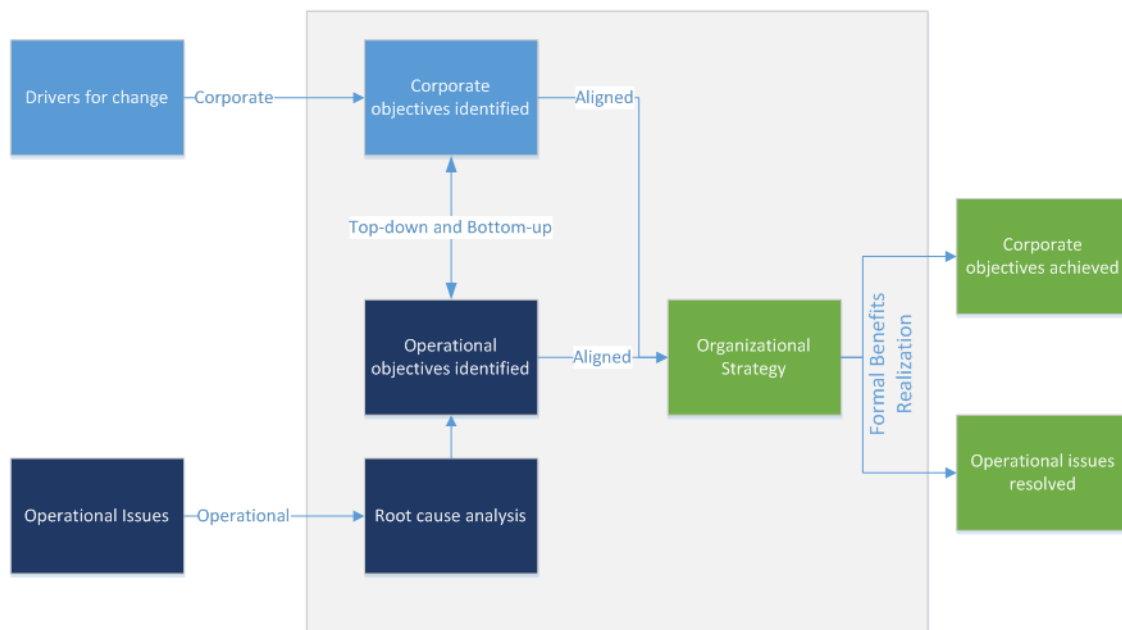 Drivers for change
Corporate
Corporate
objectives identified
Aligned
Top-down and Bottom-up
Operational
objectives identified
Aligned
Organizational
Strategy
Formal Benefits
Realization
Corporate
objectives achieved
Operational issues
resolved
Operational Issues
Operational
Root cause analysis